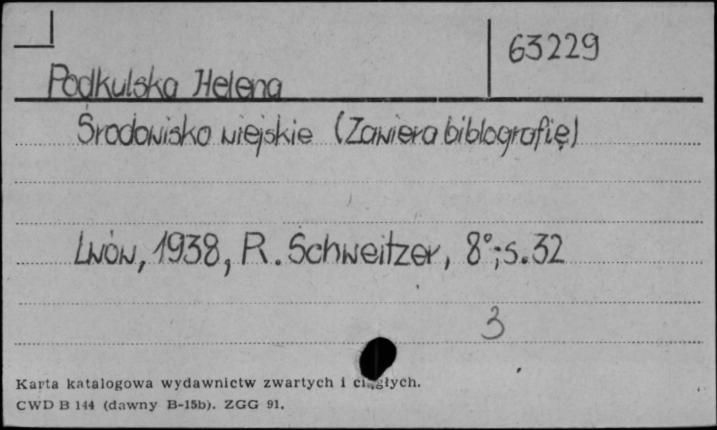 63229
Podkulska Helena
Środowisko wiejskie (Zawiera biblografię)
Lwów, 1938, R. Schweitzer, 8°; s. 32
3
Karta katalogowa wydawnictw zwartych i ciągłych.
CWD B 144 (dawny B-15b). ZGG 91.